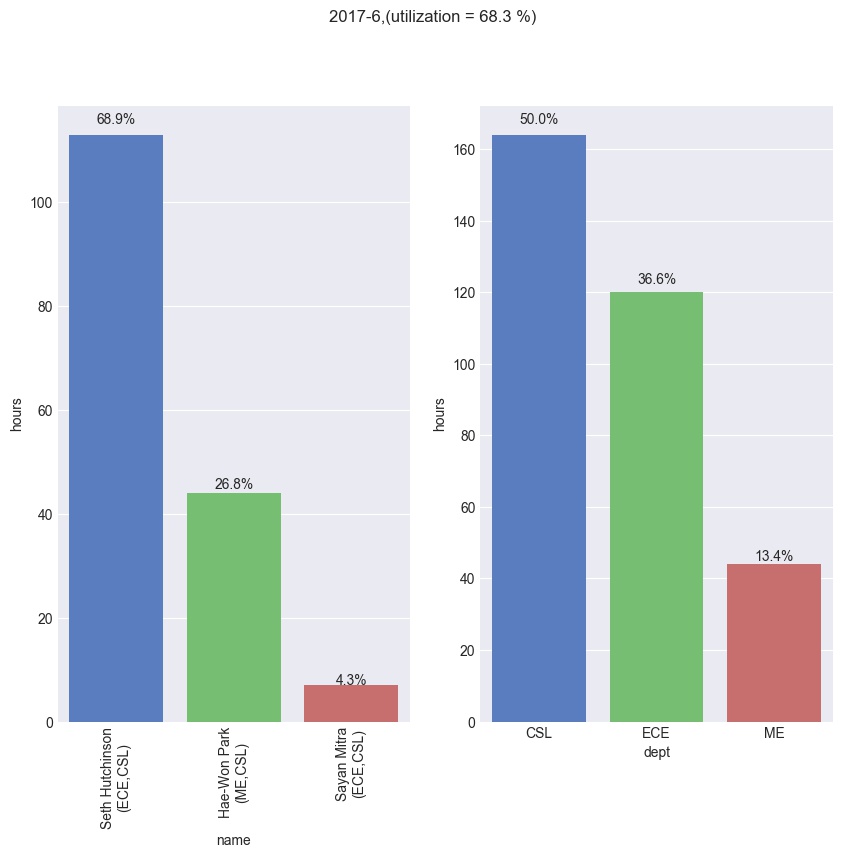 2017-6,(utilization = 68.3 %)
68.9%
26.8%
4.3%
100
80
60
40
20
0
hours
Seth Hutchinson
(ECE,CSL)
Hae-Won Park
(ME,CSL)
Sayan Mitra
(ECE,CSL)
name
50.0%
36.6%
13.4%
160
140
120
100
80
60
40
20
0
hours
CSL
ECE
ME
dept